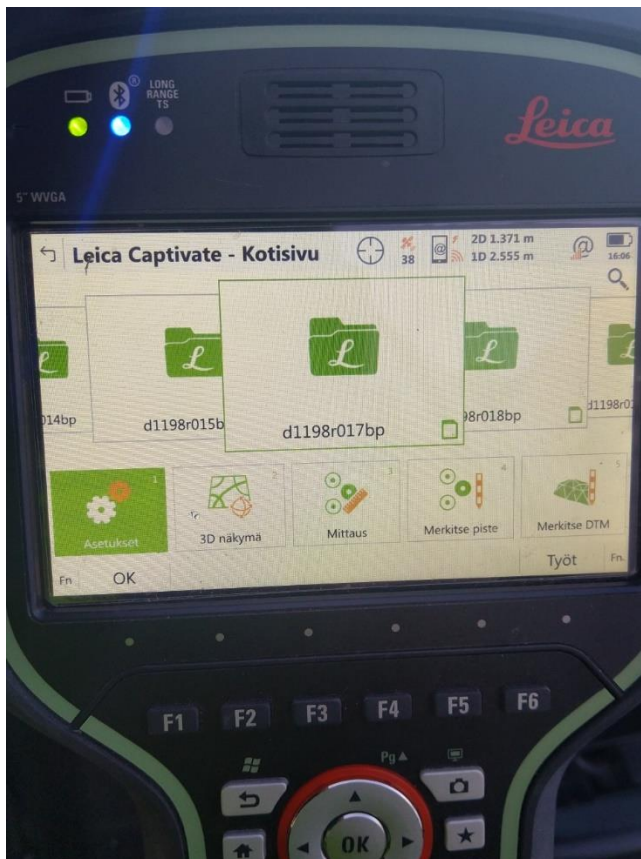 LONG
RANGE
TS
Leica
5" WVGA
Leica Captivate - Kotisivu
38
@
2D 1.371 m
1D 2.555 m
@
16:06
014bp
d1198r015b
d1198r017bp
98r018bp
d1198r0
1
Asetukset
2
3D näkymä
3
Mittaus
4
Merkitse piste
5
Merkitse DTM
Fn
OK
Työt
Fn
F1
F2
F3
F4
F5
F6
Pg
OK